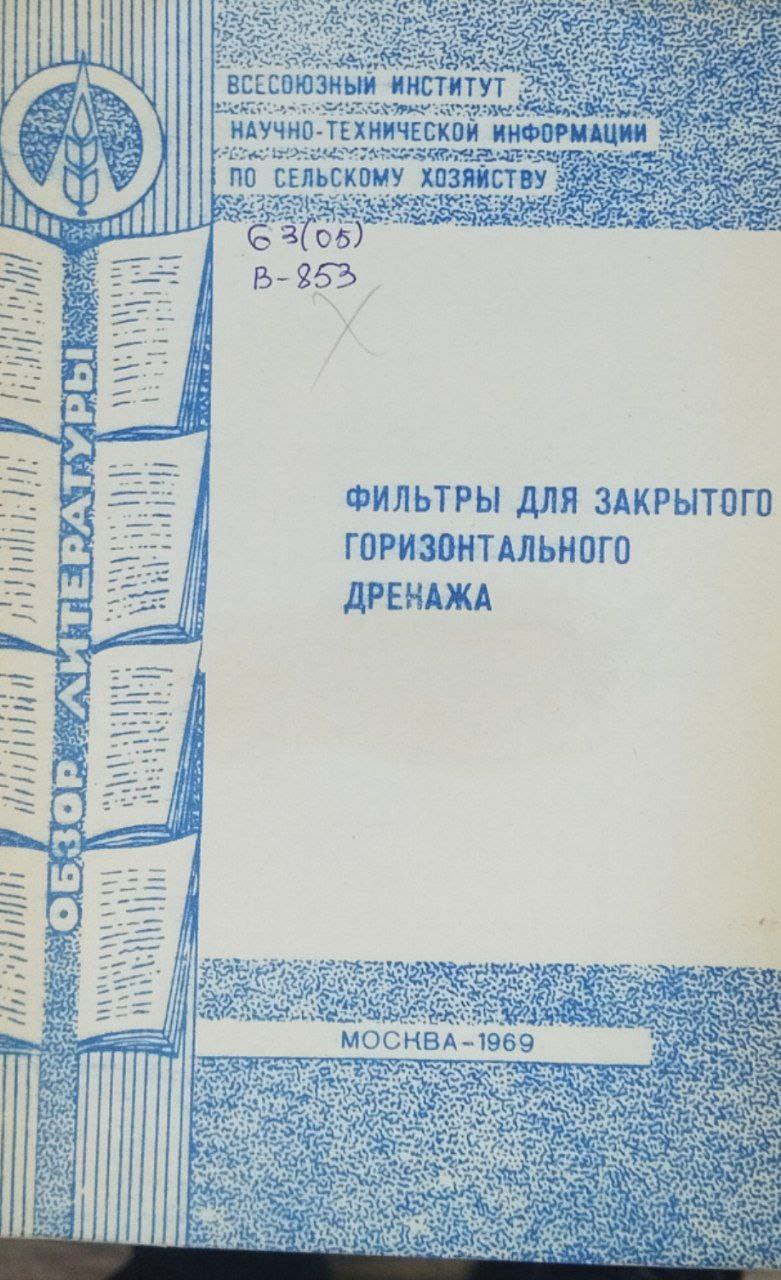 ВСЕСОЮЗНЫЙ ИНСТИТУТ
НАУЧНО-ТЕХНИЧЕСКОЙ ИНФОРМАЦИИ
ПО СЕЛЬСКОМУ ХОЗЯЙСТВУ
63(05)
В-853
ОБЗОР ЛИТЕРАТУРЫ
ФИЛЬТРЫ ДЛЯ ЗАКРЫТОГО
ГОРИЗОНТАЛЬНОГО
ДРЕНАЖА
МОСКВА-1969